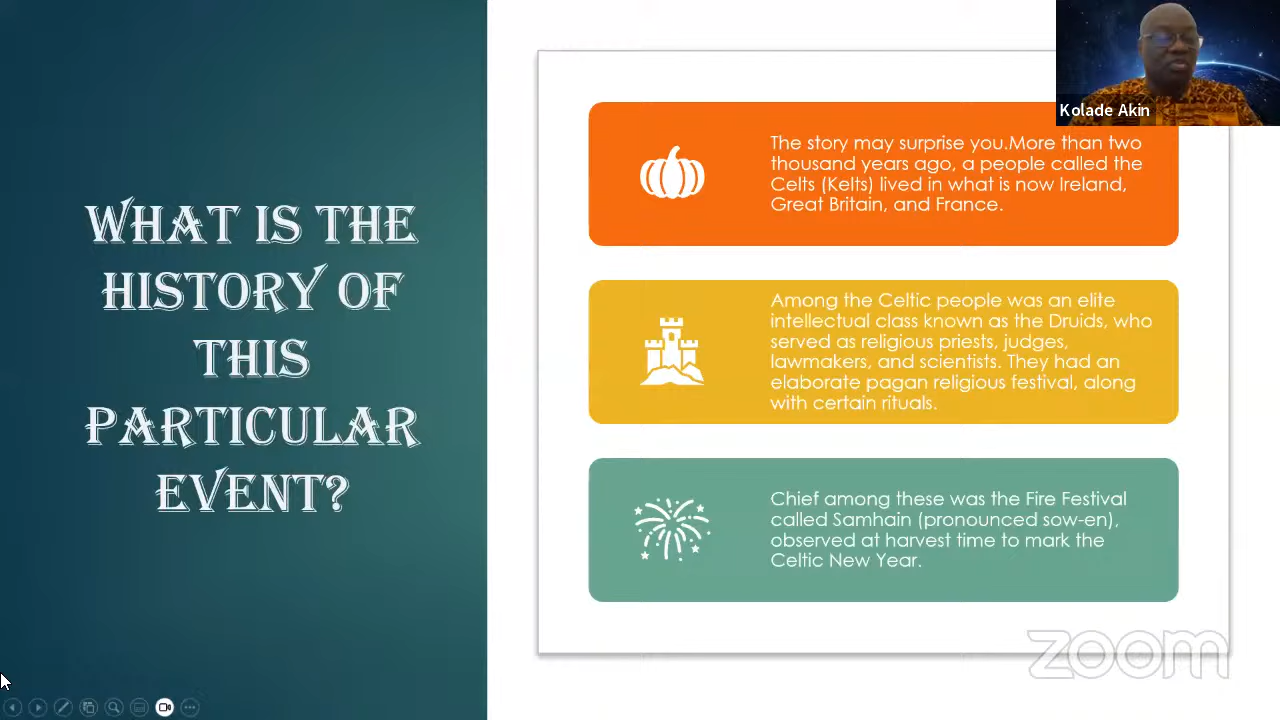 WHAT IS THE
HISTORY OF
THIS
PARTICULAR
EVENT?
The story may surprise you.More than two
thousand years ago, a people called the
Celts (Kelts) lived in what is now Ireland,
Great Britain, and France.
Among the Celtic people was an elite
intellectual class known as the Druids, who
served as religious priests, judges,
lawmakers, and scientists. They had an
elaborate pagan religious festival, along
with certain rituals.
Chief among these was the Fire Festival
called Samhain (pronounced sow-en),
observed at harvest time to mark the
Celtic New Year.
Kolade Akin
zoom